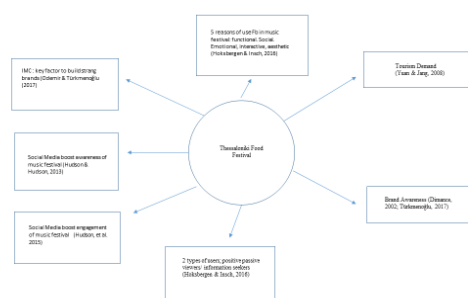 5 reasons of use Fb in music
festival: functional. Social.
Emotional, interactive, aesthetic
(Hoksbergen & Insch, 2016)
IMC : key factor to build strong
brands (Özdemir & Türkmenoğlu
(2017)
Tourism Demand
(Yuan & Jang, 2008)
Thessaloniki Food
Festival
Social Media boost awareness of
music festival (Hudson &
Hudson, 2013)
Brand Awareness (Dimance,
2002; Türkmenoğlu, 2017)
Social Media boost engagement
of music festival (Hudson, et al.
2015)
2 types of users; positive passive
viewers/ information seekers
(Hoksbergen & Insch, 2016)